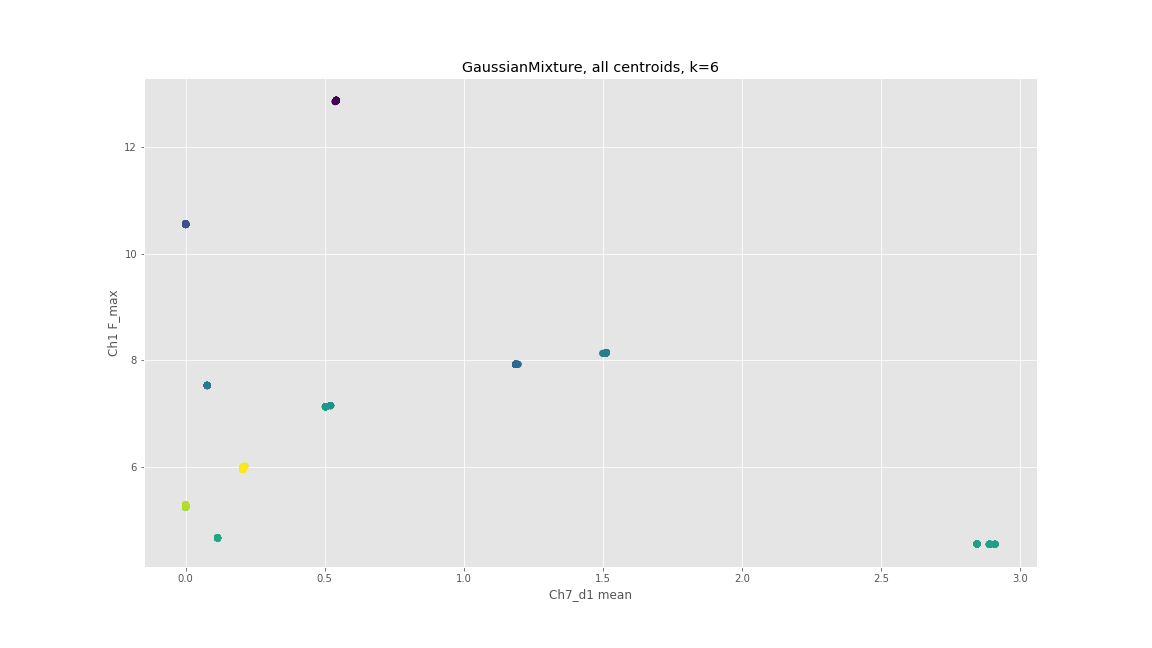 GaussianMixture, all centroids, k=6
12
10
8
6
Ch1 F_max
0.0 0.5 1.0 1.5 2.0 2.5 3.0
Ch7_d1 mean